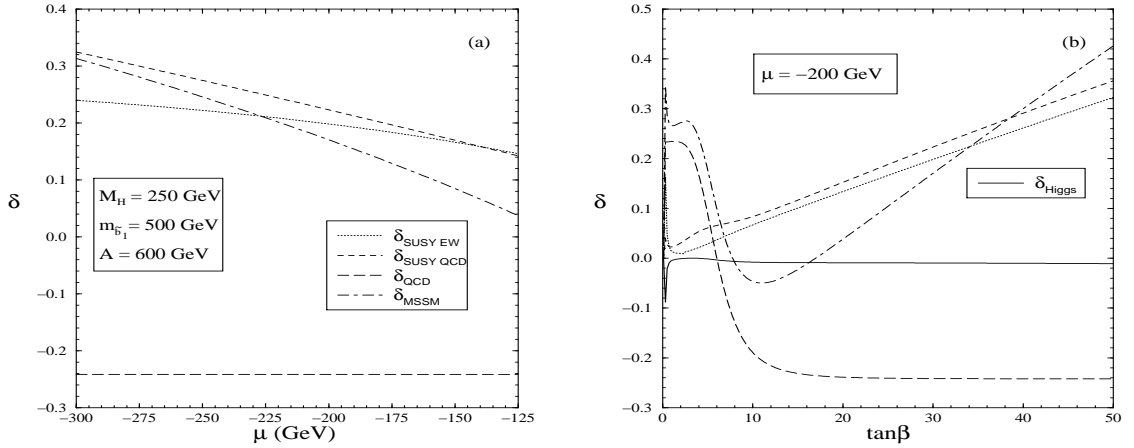 (a)
0.4
0.3
0.2
0.1
0.0
−0.1
−0.2
−0.3
δ
M_H = 250 GeV
m_b̃₁ = 500 GeV
A = 600 GeV
δ_SUSY EW
δ_SUSY QCD
δ_QCD
δ_MSSM
−300 −275 −250 −225 −200 −175 −150 −125
μ (GeV)
(b)
μ = −200 GeV
0.5
0.4
0.3
0.2
0.1
0.0
−0.1
−0.2
−0.3
δ
δ_Higgs
0 10 20 30 40 50
tanβ